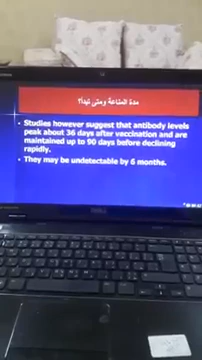 مدة المناعة ومتى تبدأ؟
• Studies however suggest that antibody levels
peak about 36 days after vaccination and are
maintained up to 90 days before declining
rapidly.
• They may be undetectable by 6 months.
DELL